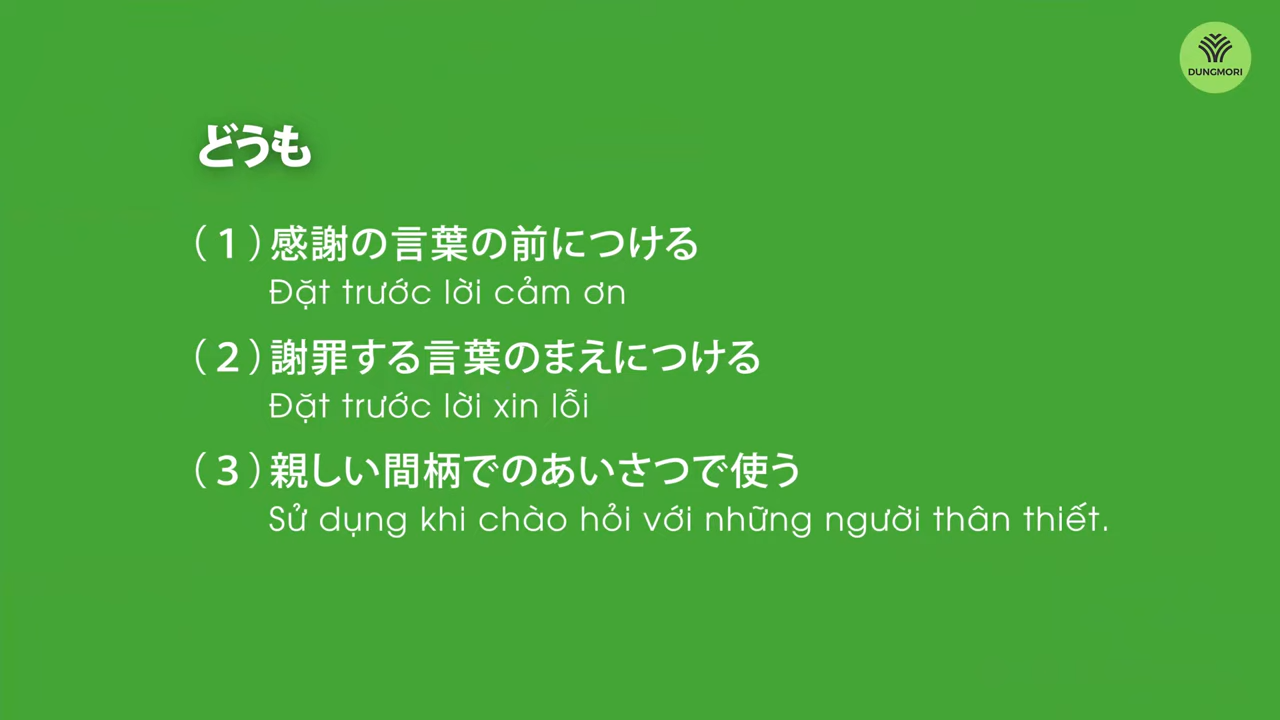 DUNGMORI
どうも
（1）感謝の言葉の前につける
Đặt trước lời cảm ơn
（2）謝罪する言葉のまえにつける
Đặt trước lời xin lỗi
（3）親しい間柄でのあいさつで使う
Sử dụng khi chào hỏi với những người thân thiết.